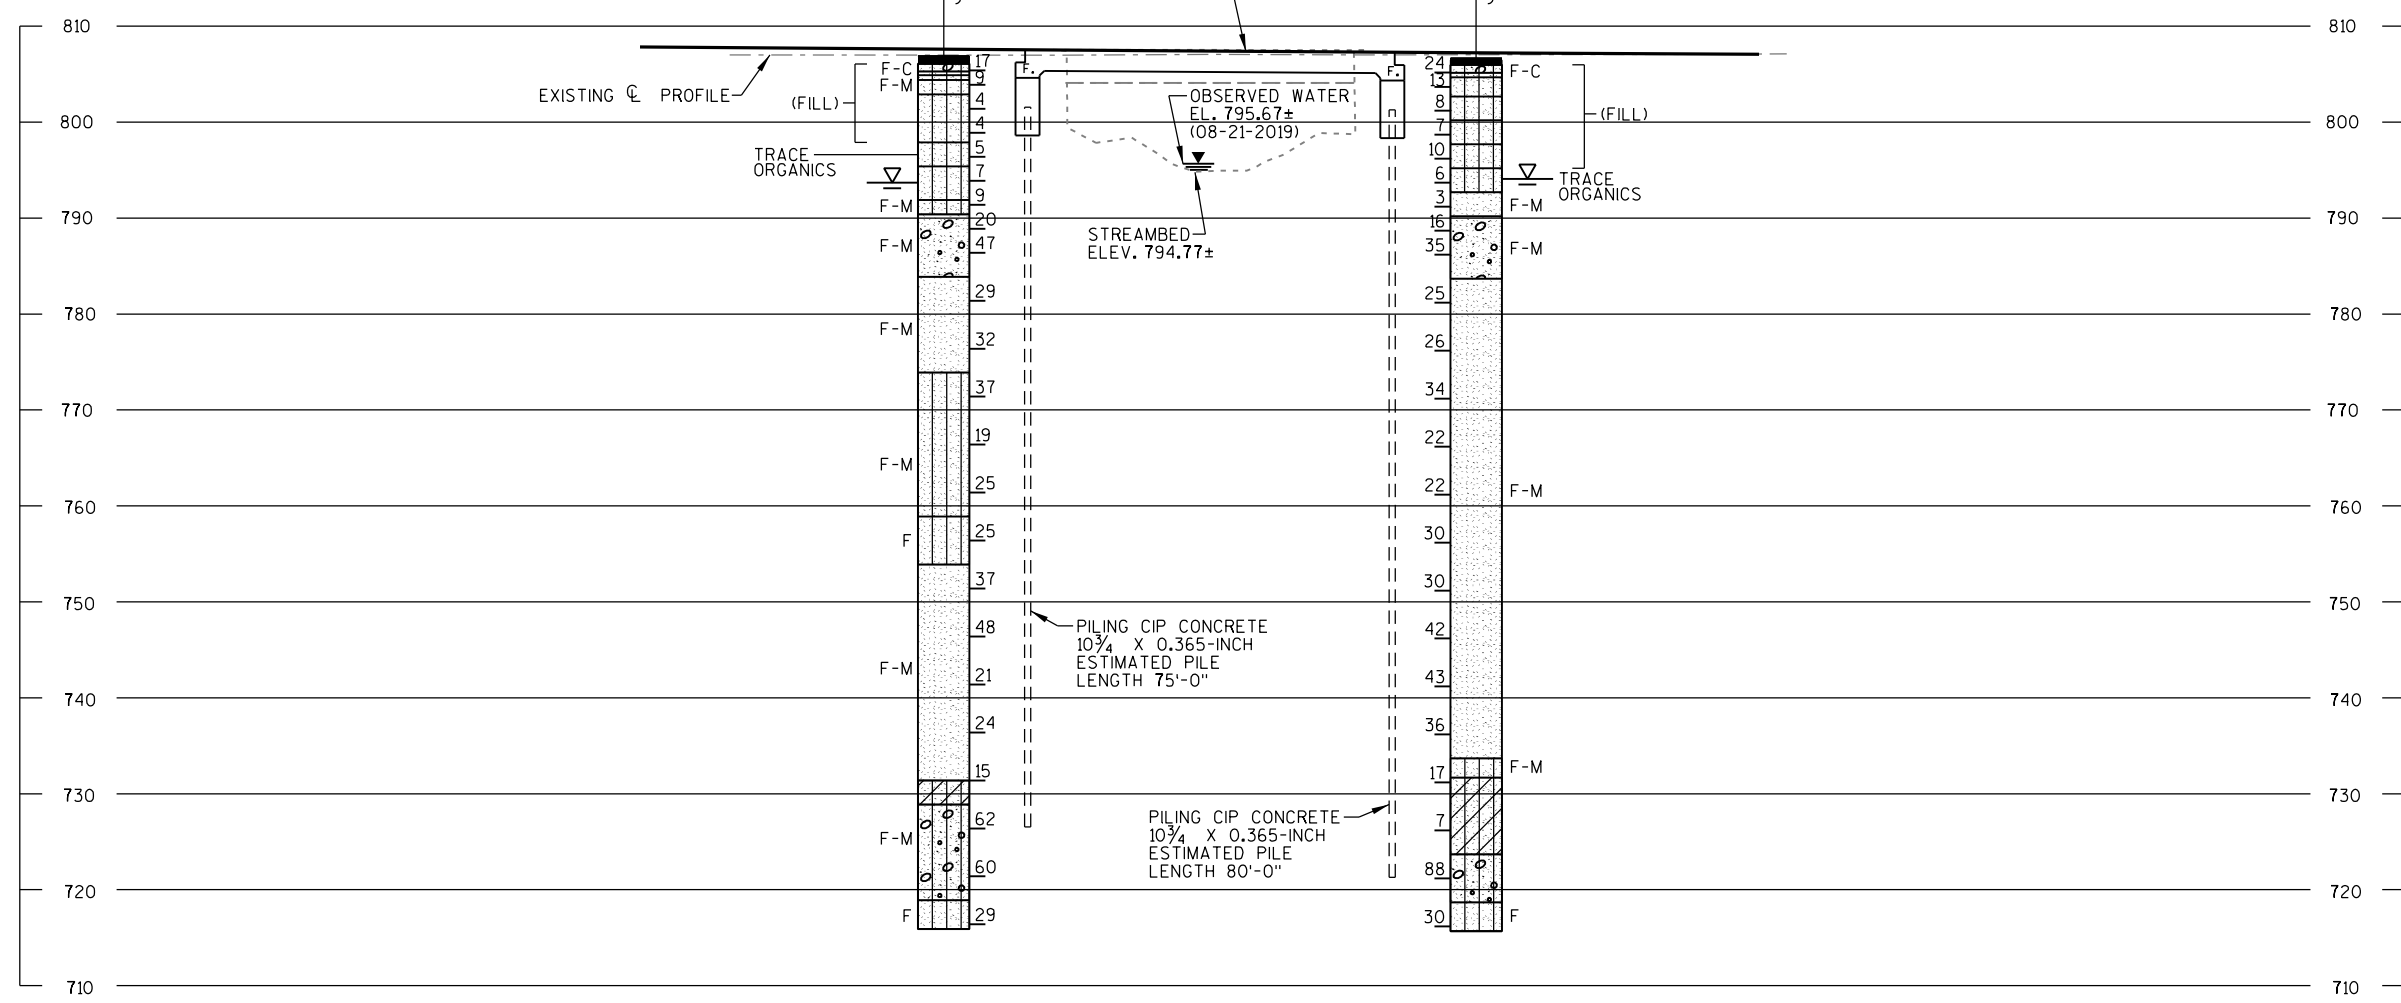 810
800
790
780
770
760
750
740
730
720
710
EXISTING ℄ PROFILE
F-C
F-M
(FILL)
TRACE
ORGANICS
F-M
F-M
F-M
F-M
F
F-M
F-M
F
17
9
4
4
5
7
9
20
47
29
32
37
19
25
25
37
48
21
24
15
62
60
29
F.
F.
OBSERVED WATER
EL. 795.67±
(08-21-2019)
STREAMBED
ELEV. 794.77±
PILING CIP CONCRETE
10¾ X 0.365-INCH
ESTIMATED PILE
LENGTH 75'-0"
PILING CIP CONCRETE
10¾ X 0.365-INCH
ESTIMATED PILE
LENGTH 80'-0"
24
13
8
7
10
6
3
16
35
25
26
34
22
22
30
30
42
43
36
17
7
88
30
F-C
(FILL)
TRACE
ORGANICS
F-M
F-M
F-M
F-M
F
810
800
790
780
770
760
750
740
730
720
710